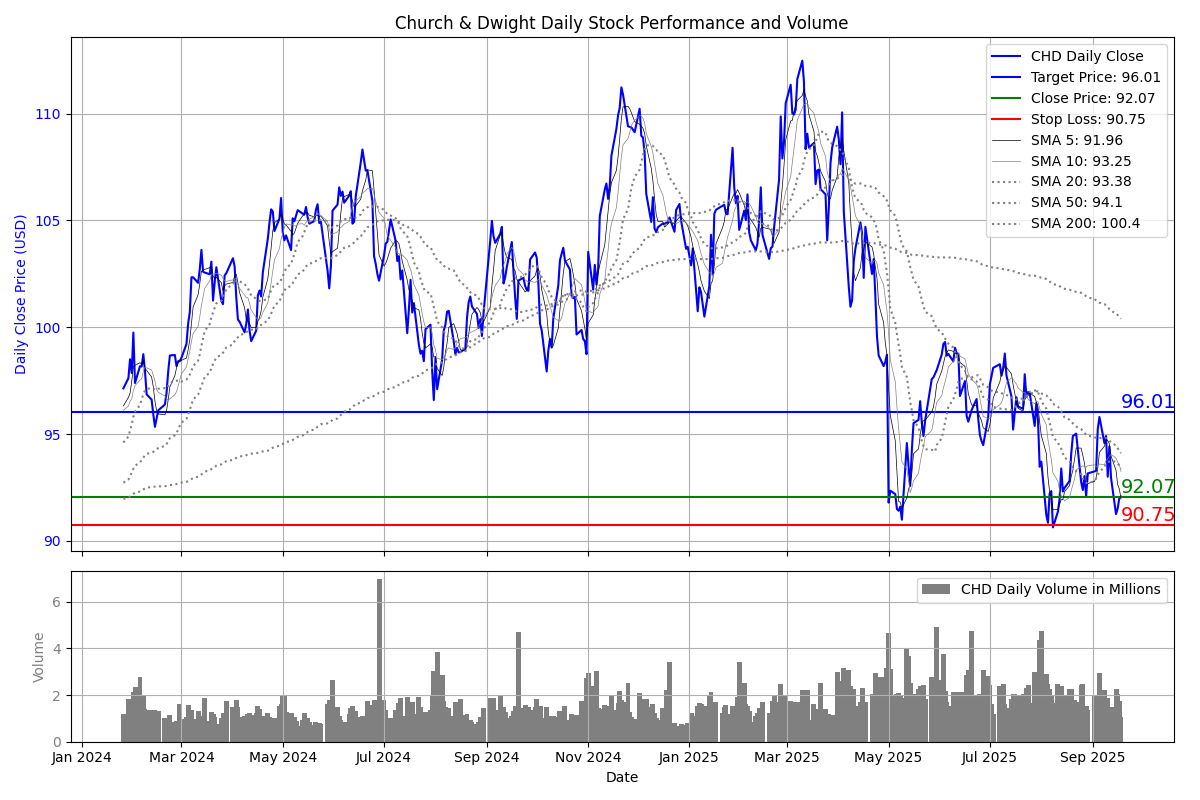 Church & Dwight Daily Stock Performance and Volume
CHD Daily Close
Target Price: 96.01
Close Price: 92.07
Stop Loss: 90.75
SMA 5: 91.96
SMA 10: 93.25
SMA 20: 93.38
SMA 50: 94.1
SMA 200: 100.4
Daily Close Price (USD)
110
105
100
95
90
96.01
92.07
90.75
CHD Daily Volume in Millions
Volume
6
4
2
0
Jan 2024
Mar 2024
May 2024
Jul 2024
Sep 2024
Nov 2024
Jan 2025
Mar 2025
May 2025
Jul 2025
Sep 2025
Date